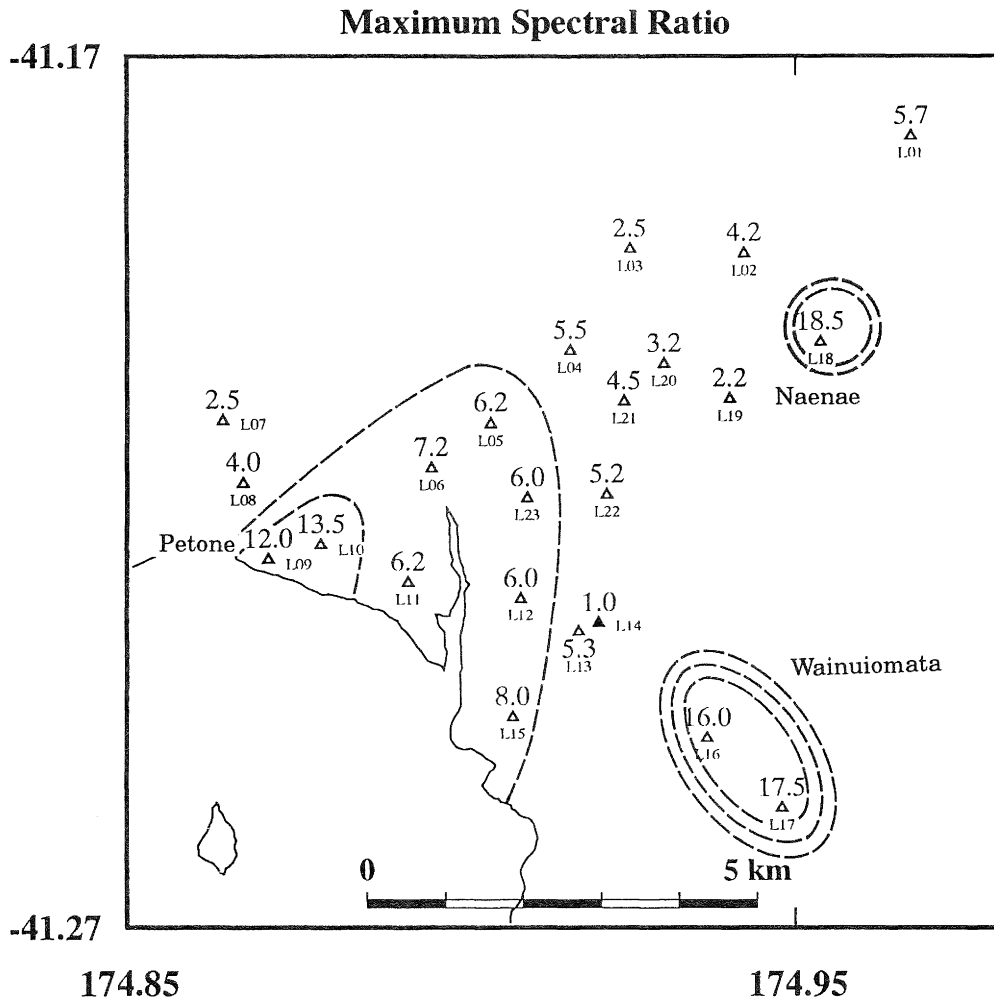 Maximum Spectral Ratio
-41.17
5.7
L01
2.5
L03
4.2
L02
18.5
L18
Naenae
5.5
L04
3.2
L20
4.5
L21
2.2
L19
2.5
L07
6.2
L05
7.2
L06
4.0
L08
6.0
L23
5.2
L22
Petone
12.0
L09
13.5
L10
6.2
L11
6.0
L12
1.0
L14
5.3
L13
Wainuiomata
8.0
L15
16.0
L16
17.5
L17
0
5 km
-41.27
174.85
174.95